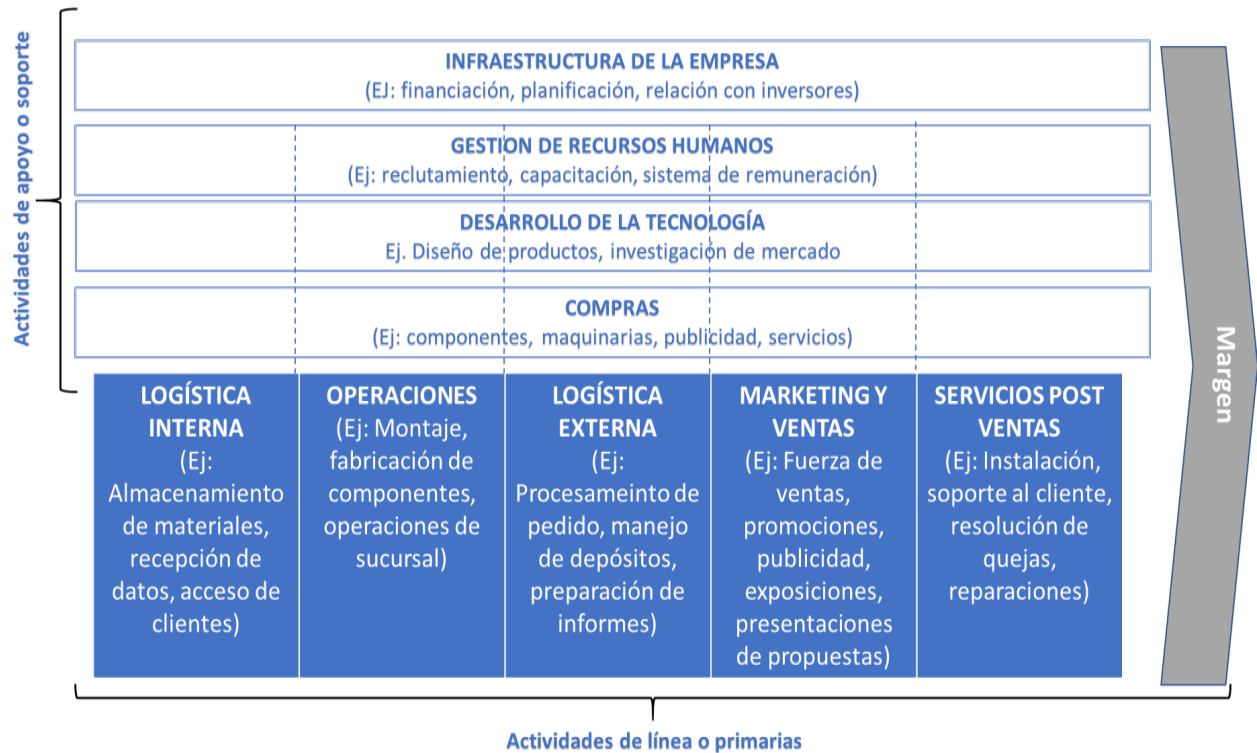 Actividades de apoyo o soporte
INFRAESTRUCTURA DE LA EMPRESA
(EJ: financiación, planificación, relación con inversores)
GESTION DE RECURSOS HUMANOS
(Ej: reclutamiento, capacitación, sistema de remuneración)
DESARROLLO DE LA TECNOLOGÍA
Ej. Diseño de productos, investigación de mercado
COMPRAS
(Ej: componentes, maquinarias, publicidad, servicios)
LOGÍSTICA
INTERNA
(Ej:
Almacenamiento
de materiales,
recepción de
datos, acceso de
clientes)
OPERACIONES
(Ej: Montaje,
fabricación de
componentes,
operaciones de
sucursal)
LOGÍSTICA
EXTERNA
(Ej:
Procesameinto de
pedido, manejo
de depósitos,
preparación de
informes)
MARKETING Y
VENTAS
(Ej: Fuerza de
ventas,
promociones,
publicidad,
exposiciones,
presentaciones
de propuestas)
SERVICIOS POST
VENTAS
(Ej: Instalación,
soporte al cliente,
resolución de
quejas,
reparaciones)
Margen
Actividades de línea o primarias